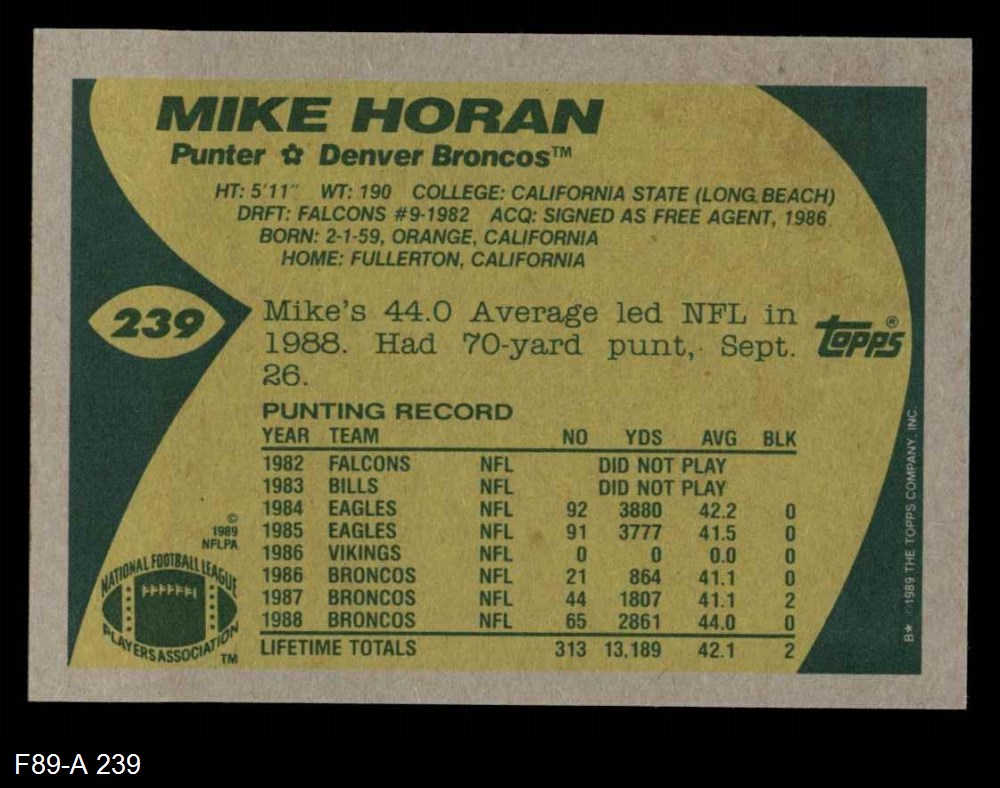 MIKE HORAN
Punter ✩ Denver Broncos™
HT: 5'11" WT: 190 COLLEGE: CALIFORNIA STATE (LONG BEACH)
DRFT: FALCONS #9-1982 ACQ: SIGNED AS FREE AGENT, 1986
BORN: 2-1-59, ORANGE, CALIFORNIA
HOME: FULLERTON, CALIFORNIA
239
Mike's 44.0 Average led NFL in
1988. Had 70-yard punt, Sept.
26.
TOPPS®
PUNTING RECORD
YEAR TEAM NO YDS AVG BLK
1982 FALCONS NFL DID NOT PLAY
1983 BILLS NFL DID NOT PLAY
1984 EAGLES NFL 92 3880 42.2 0
1985 EAGLES NFL 91 3777 41.5 0
1986 VIKINGS NFL 0 0 0.0 0
1986 BRONCOS NFL 21 864 41.1 0
1987 BRONCOS NFL 44 1807 41.1 2
1988 BRONCOS NFL 65 2861 44.0 0
LIFETIME TOTALS 313 13,189 42.1 2
©
1989
NFLPA
NATIONAL FOOTBALL LEAGUE
PLAYERS ASSOCIATION
TM
B* ©1989 THE TOPPS COMPANY, INC.
F89-A 239